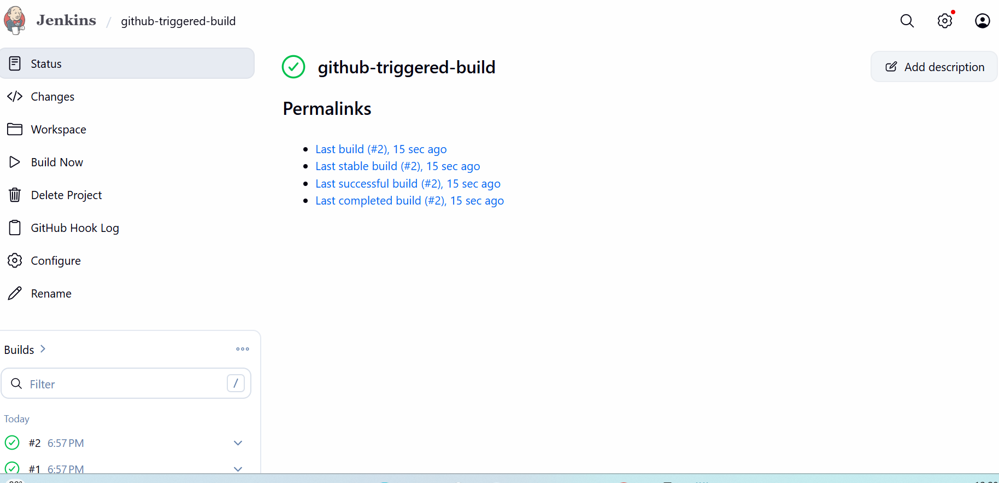 Jenkins / github-triggered-build
Status
Changes
Workspace
Build Now
Delete Project
GitHub Hook Log
Configure
Rename
Builds
Filter /
Today
#2 6:57 PM
#1 6:57 PM
github-triggered-build
Add description
Permalinks
Last build (#2), 15 sec ago
Last stable build (#2), 15 sec ago
Last successful build (#2), 15 sec ago
Last completed build (#2), 15 sec ago